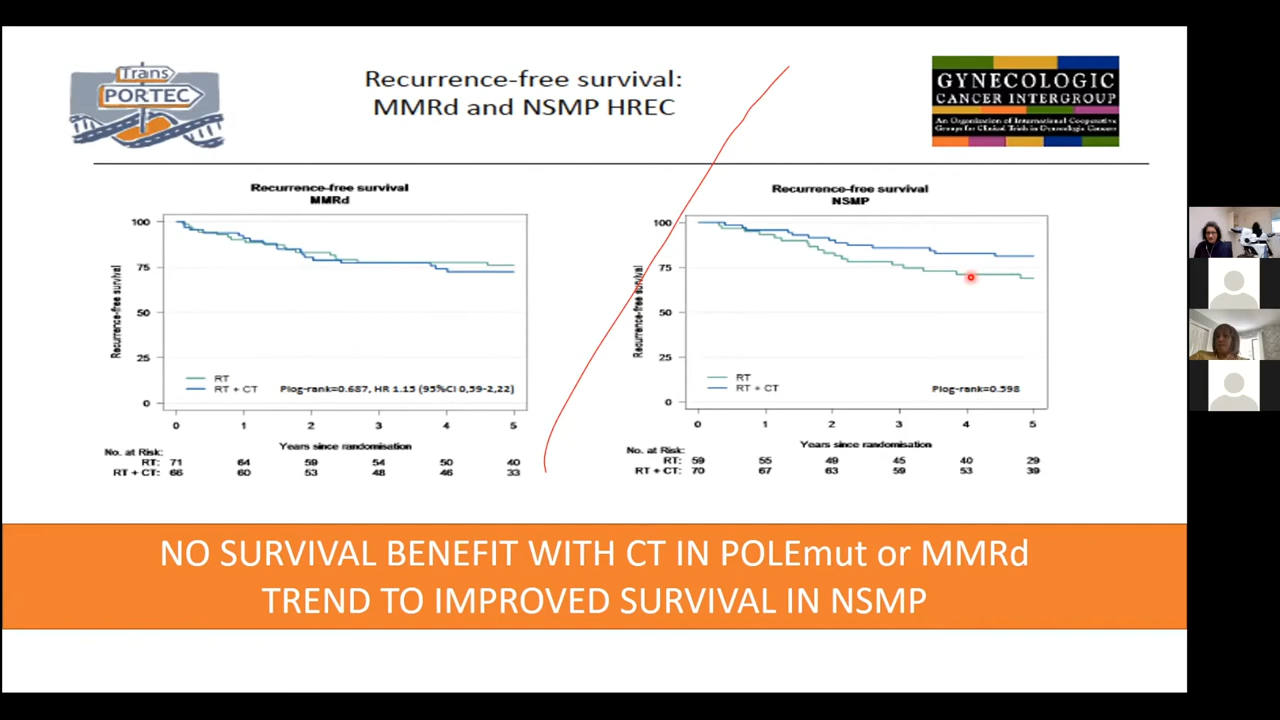 Trans
PORTEC
Recurrence-free survival:
MMRd and NSMP HREC
GYNECOLOGIC
CANCER INTERGROUP
An Organization of International Cooperative
Groups for Clinical Trials in Gynecologic Cancers
Recurrence-free survival
MMRd
100
75
50
25
0
Recurrence-free survival
RT
RT + CT
Plog-rank=0.687, HR 1.15 (95%CI 0,59-2,22)
0 1 2 3 4 5
Years since randomisation
No. at Risk:
RT: 71 64 59 54 50 40
RT + CT: 66 60 53 48 46 33
Recurrence-free survival
NSMP
100
75
50
25
0
Recurrence-free survival
RT
RT + CT
Plog-rank=0.598
0 1 2 3 4 5
Years since randomisation
No. at Risk:
RT: 59 55 49 45 40 29
RT + CT: 70 67 63 59 53 39
NO SURVIVAL BENEFIT WITH CT IN POLEmut or MMRd
TREND TO IMPROVED SURVIVAL IN NSMP